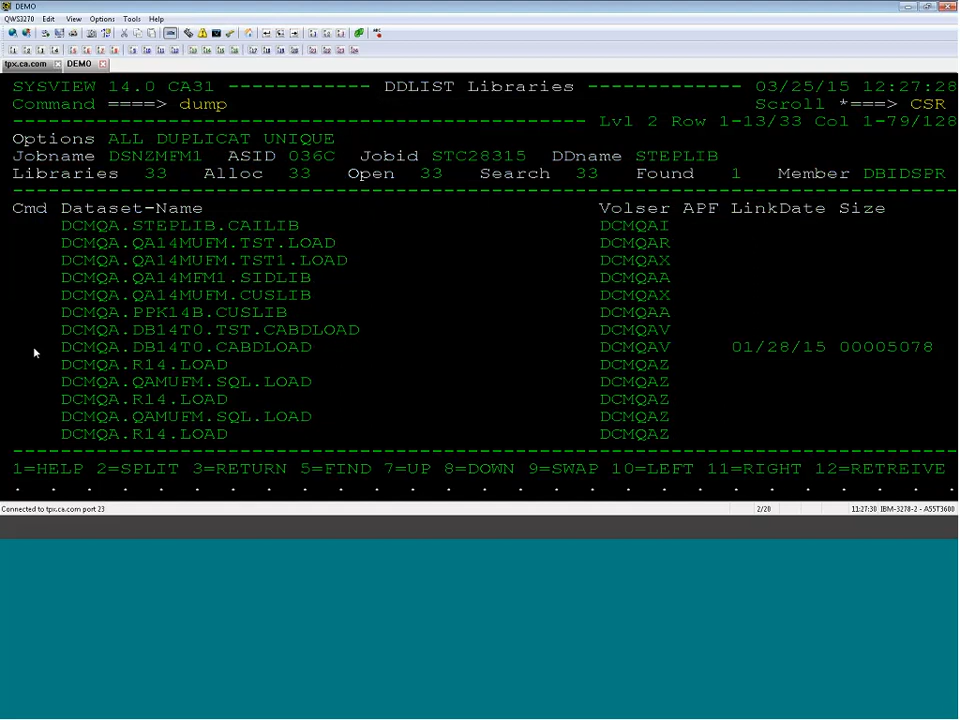 DEMO
QWS3270 Edit View Options Tools Help
tpx.ca.com DEMO
SYSVIEW 14.0 CA31 ------------ DDLIST Libraries ------------- 03/25/15 12:27:28
Command ====> dump Scroll *===> CSR
------------------------------------------------ Lvl 2 Row 1-13/33 Col 1-79/128
Options ALL DUPLICAT UNIQUE
Jobname DSNZMFM1 ASID 036C Jobid STC28315 DDname STEPLIB
Libraries 33 Alloc 33 Open 33 Search 33 Found 1 Member DBIDSPR
-------------------------------------------------------------------------------
Cmd Dataset-Name Volser APF LinkDate Size
DCMQA.STEPLIB.CAILIB DCMQAI
DCMQA.QA14MUFM.TST.LOAD DCMQAR
DCMQA.QA14MUFM.TST1.LOAD DCMQAX
DCMQA.QA14MFM1.SIDLIB DCMQAA
DCMQA.QA14MUFM.CUSLIB DCMQAX
DCMQA.PPK14B.CUSLIB DCMQAA
DCMQA.DB14T0.TST.CABDLOAD DCMQAV
DCMQA.DB14T0.CABDLOAD DCMQAV 01/28/15 00005078
DCMQA.R14.LOAD DCMQAZ
DCMQA.QAMUFM.SQL.LOAD DCMQAZ
DCMQA.R14.LOAD DCMQAZ
DCMQA.QAMUFM.SQL.LOAD DCMQAZ
DCMQA.R14.LOAD DCMQAZ
-------------------------------------------------------------------------------
1=HELP 2=SPLIT 3=RETURN 5=FIND 7=UP 8=DOWN 9=SWAP 10=LEFT 11=RIGHT 12=RETREIVE
Connected to tpx.ca.com port 23 2/20 11:27:30 IBM-3278-2 - A55T3600